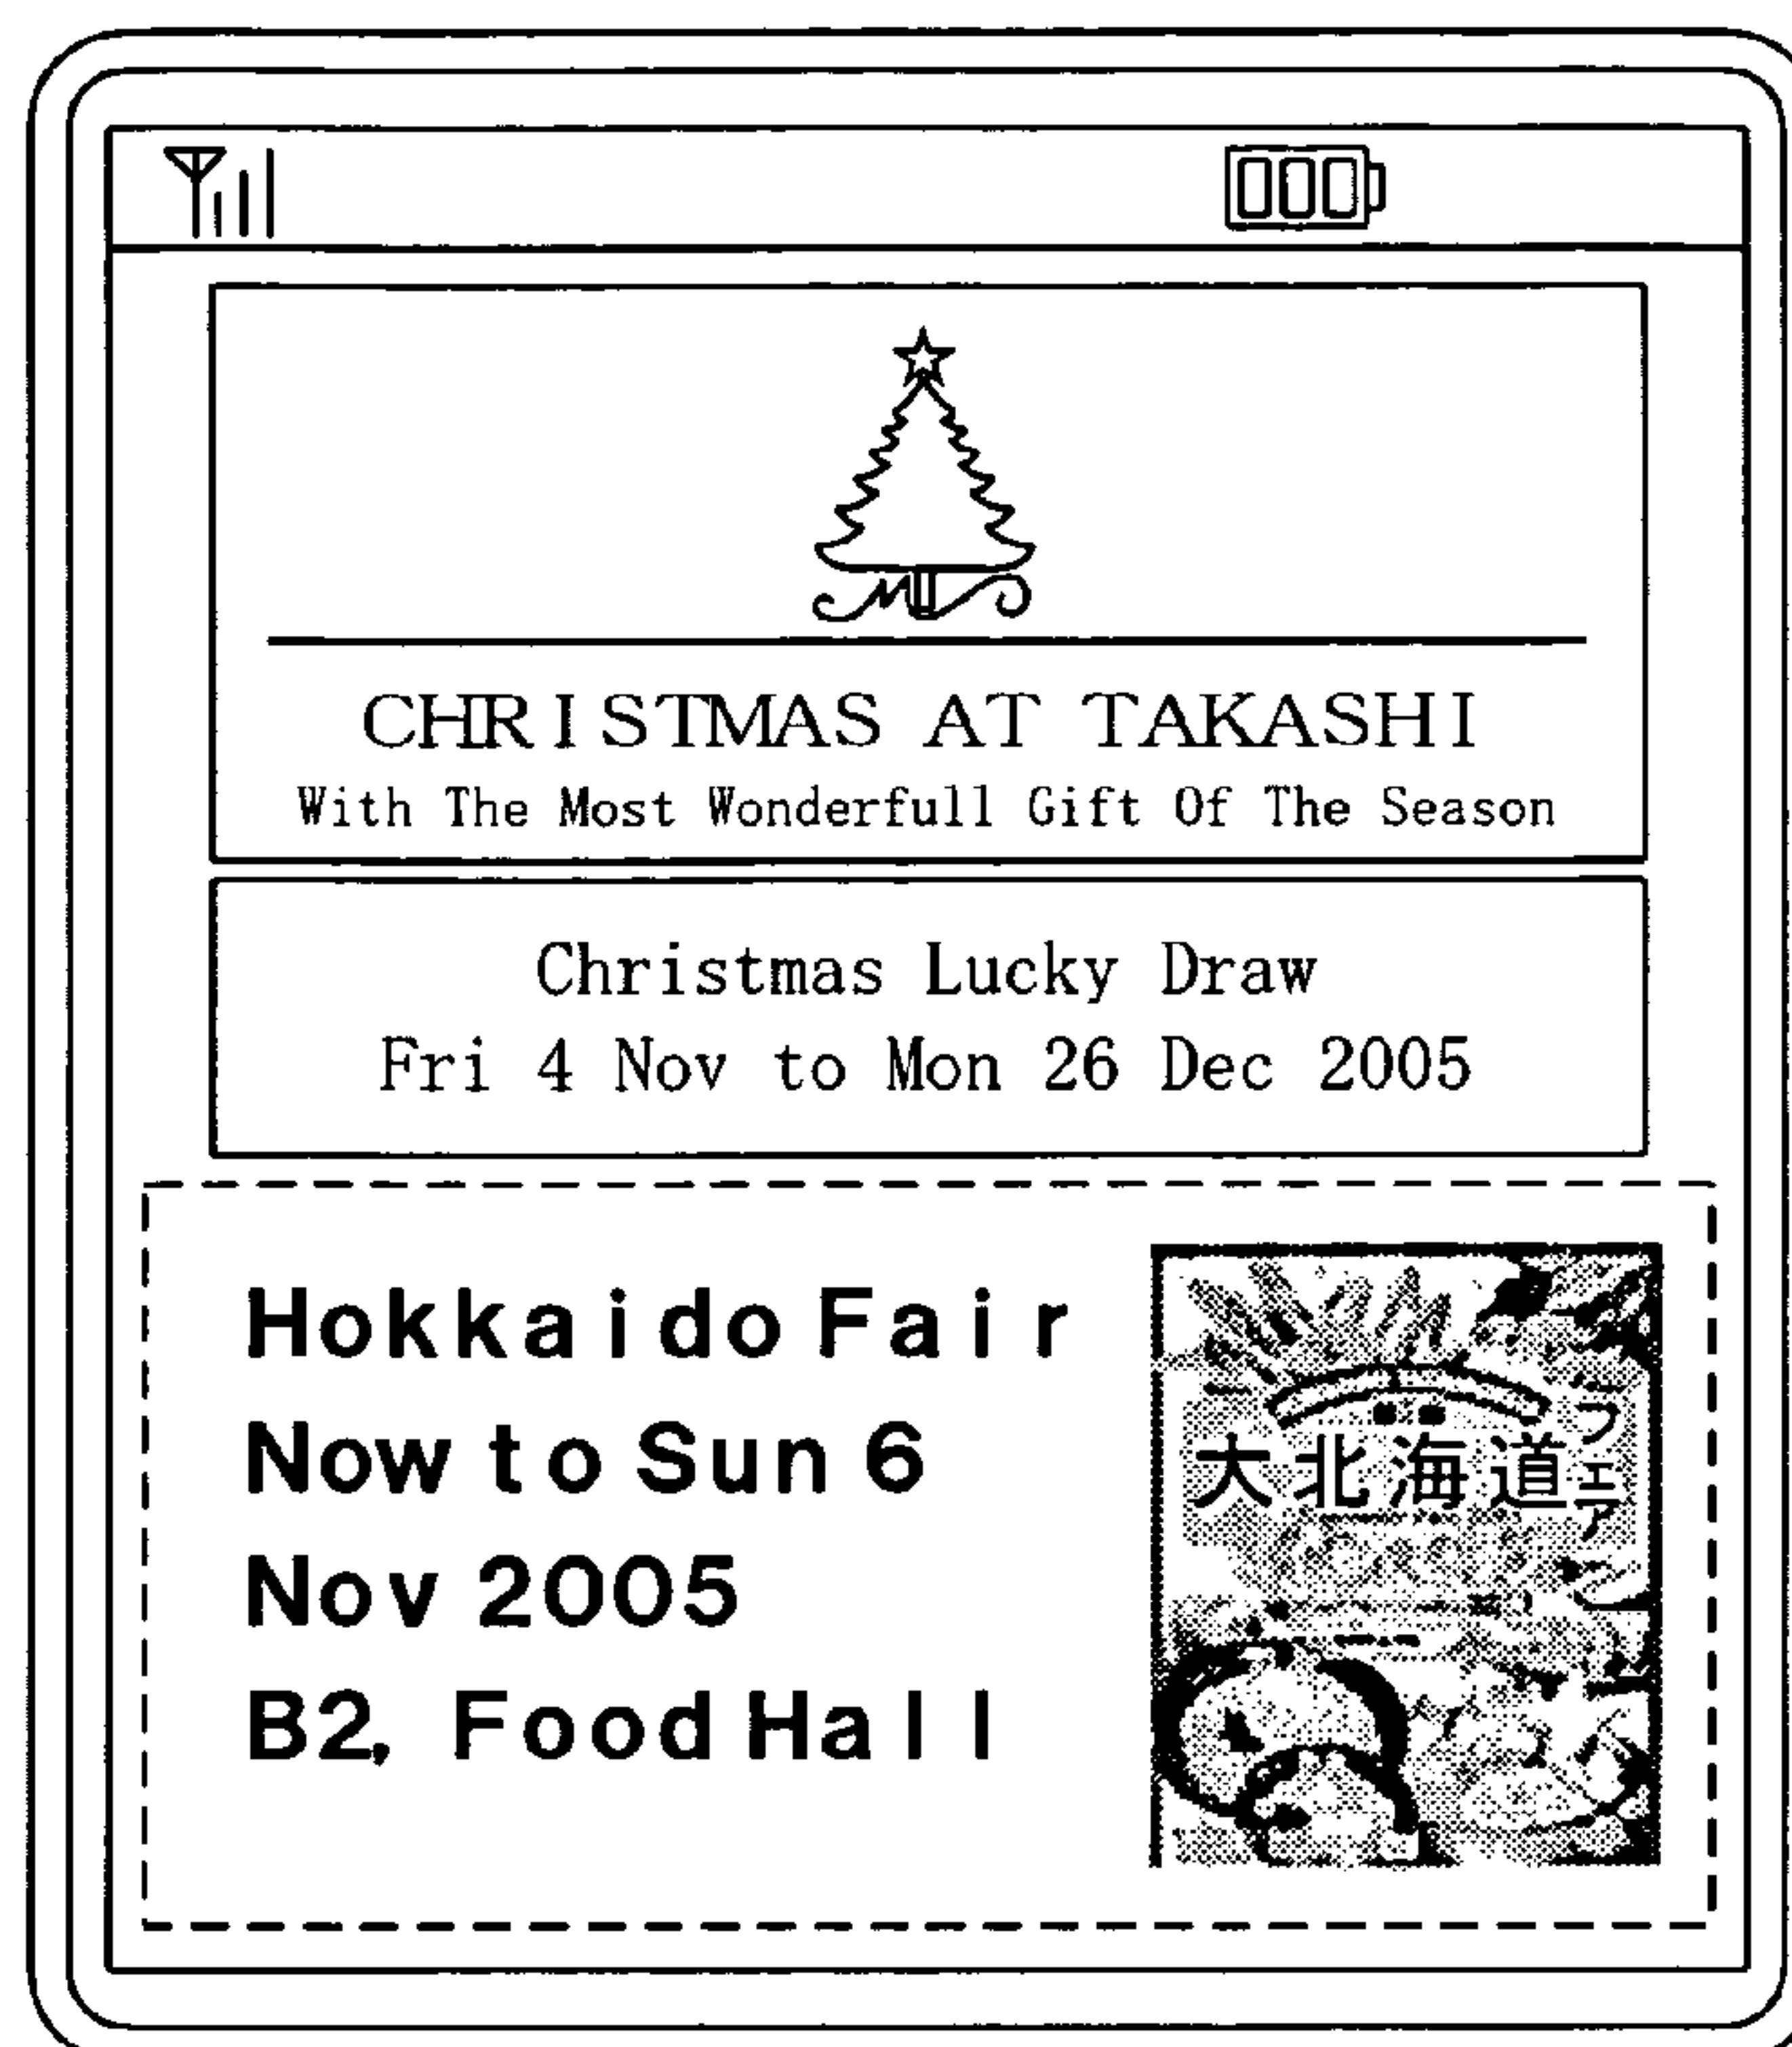 CHRISTMAS AT TAKASHI
With The Most Wonderfull Gift Of The Season
Christmas Lucky Draw
Fri 4 Nov to Mon 26 Dec 2005
Hokkaido Fair
Now to Sun 6
Nov 2005
B2, Food Hall
大北海道
フェア